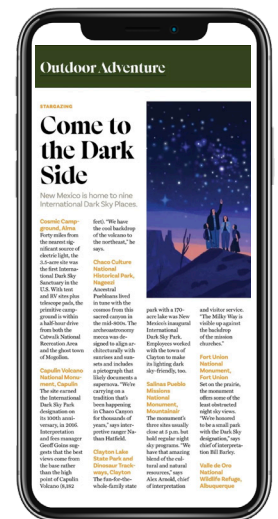 Outdoor Adventure
STARGAZING
Come to
the Dark
Side
New Mexico is home to nine
International Dark Sky Places.
Cosmic Camp-
ground, Alma
Forty miles from
the nearest sig-
nificant source of
electric light, the
3.5-acre site was
the first Interna-
tional Dark Sky
Sanctuary in the
U.S. With tent
and RV sites plus
telescope pads, the
primitive camp-
ground is within a
half-hour drive
from both the
Catwalk National
Recreation Area
and the ghost town
of Mogollon.
Capulin Volcano
National Monu-
ment, Capulin
The site earned
the International
Dark Sky Park
designation on
its 100th anni-
versary, in 2016.
Interpretation
and fees manager
Geoff Goins sug-
gests that the best
views come from
the base rather
than the high
point of Capulin
Volcano (8,182
feet). "We have
the cool backdrop
of the volcano to
the northeast," he
says.
Chaco Culture
National
Historical Park,
Nageezi
Ancestral
Puebloans lived
in tune with the
cosmos from this
sacred canyon in
the mid-800s. The
archeoastronomy
mecca was de-
signed to align ar-
chitecturally with
sunrises and sun-
sets and includes
a pictograph that
likely documents a
supernova. "We're
carrying on a
tradition that's
been happening
in Chaco Canyon
for thousands of
years," says inter-
pretive ranger Na-
than Hatfield.
Clayton Lake
State Park and
Dinosaur Track-
ways, Clayton
The fun-for-the-
whole-family state
park with a 170-
acre lake was New
Mexico's inaugural
International
Dark Sky Park.
Employees worked
with the town of
Clayton to make
its lighting dark
sky-friendly, too.
Salinas Pueblo
Missions
National
Monument,
Mountainair
The monument's
three sites usually
close at 5 p.m. but
hold regular night
sky programs. "We
have that amazing
blend of the cul-
tural and natural
resources," says
Alex Arnold, chief
of interpretation
and visitor service.
"The Milky Way is
visible up against
the backdrop
of the mission
churches."
Fort Union
National
Monument,
Fort Union
Set on the prairie,
the monument
offers some of the
least obstructed
night sky views.
"We're honored
to be a small park
with the Dark Sky
designation," says
chief of interpreta-
tion Bill Barley.
Valle de Oro
National
Wildlife Refuge,
Albuquerque